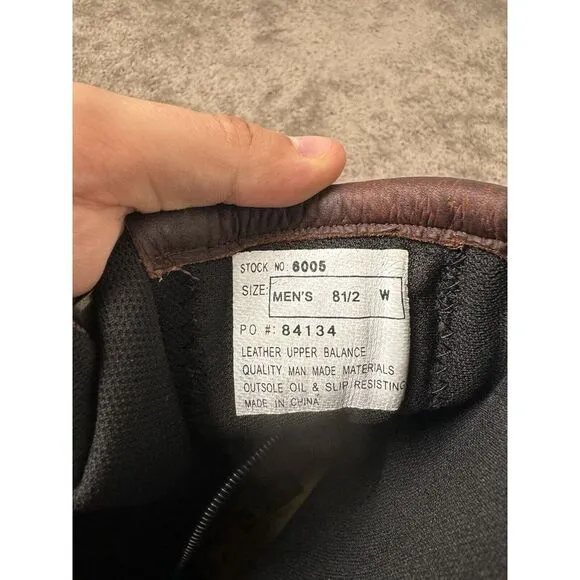 STOCK NO: 6005
SIZE: MEN'S 81/2 W
PO #: 84134
LEATHER UPPER BALANCE
QUALITY MAN MADE MATERIALS
OUTSOLE OIL & SLIP RESISTING
MADE IN CHINA